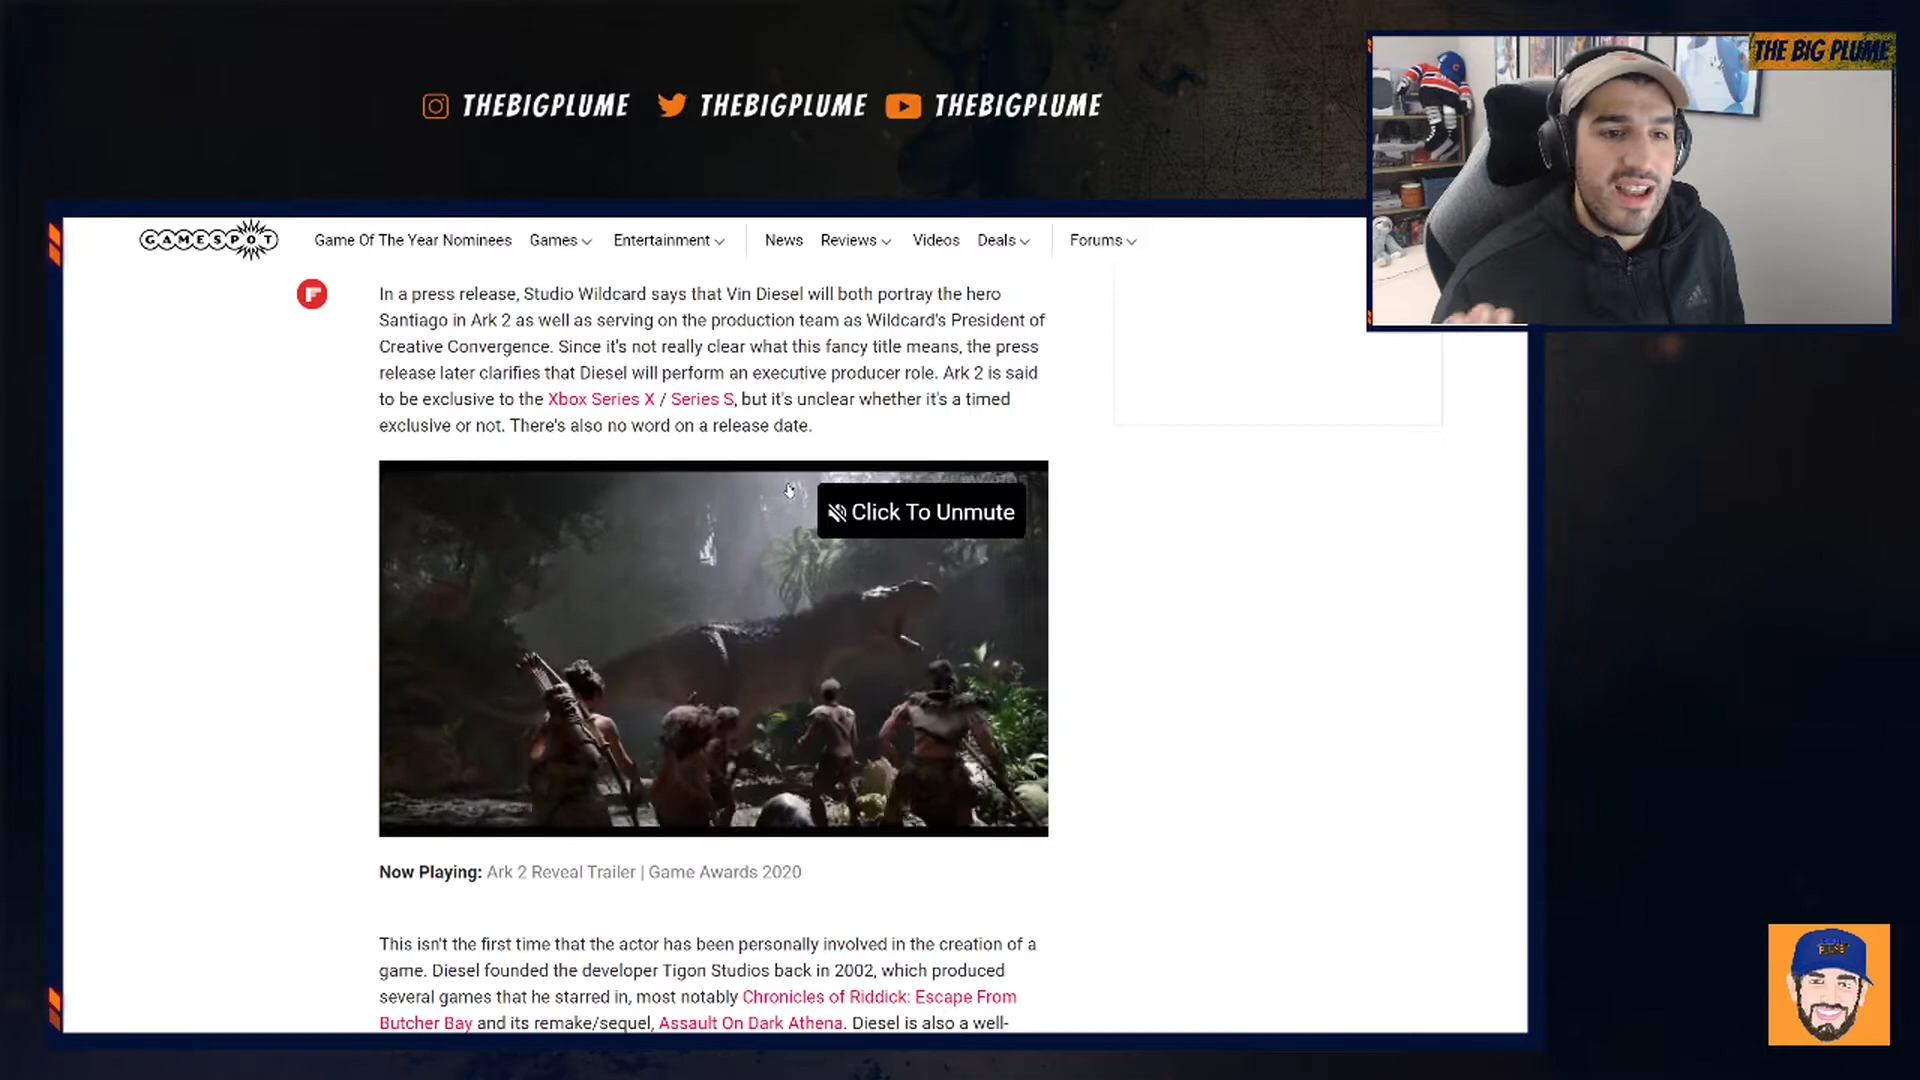 THE BIG PLUME
THEBIGPLUME THEBIGPLUME THEBIGPLUME
GAMESPOT Game Of The Year Nominees Games Entertainment News Reviews Videos Deals Forums
In a press release, Studio Wildcard says that Vin Diesel will both portray the hero
Santiago in Ark 2 as well as serving on the production team as Wildcard's President of
Creative Convergence. Since it's not really clear what this fancy title means, the press
release later clarifies that Diesel will perform an executive producer role. Ark 2 is said
to be exclusive to the Xbox Series X / Series S, but it's unclear whether it's a timed
exclusive or not. There's also no word on a release date.
Click To Unmute
Now Playing: Ark 2 Reveal Trailer | Game Awards 2020
This isn't the first time that the actor has been personally involved in the creation of a
game. Diesel founded the developer Tigon Studios back in 2002, which produced
several games that he starred in, most notably Chronicles of Riddick: Escape From
Butcher Bay and its remake/sequel, Assault On Dark Athena. Diesel is also a well-